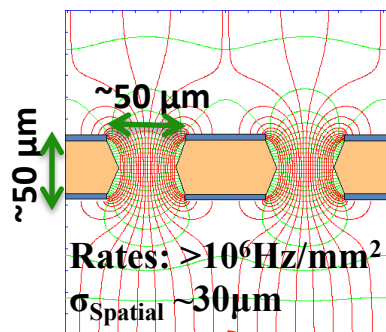 ~50 µm
~50 µm
Rates: >10⁶Hz/mm²
σSpatial ~30µm